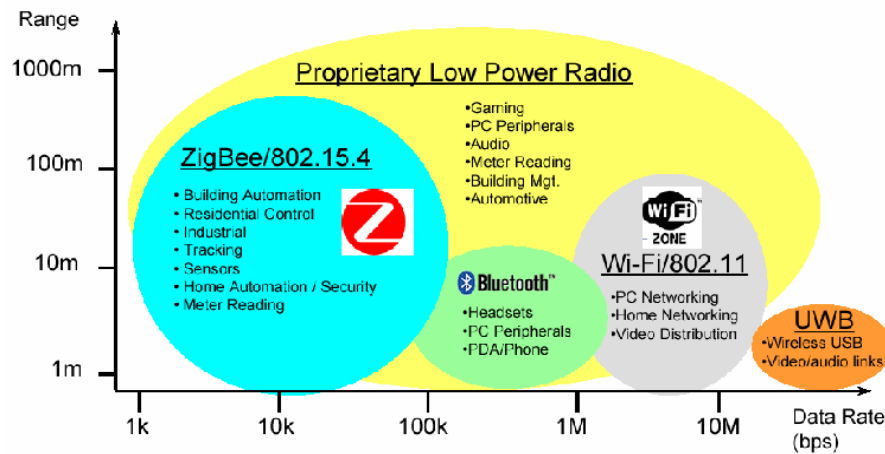 Range
1000m
100m
10m
1m
Proprietary Low Power Radio
•Gaming
•PC Peripherals
•Audio
•Meter Reading
•Building Mgt.
•Automotive
ZigBee/802.15.4
• Building Automation
• Residential Control
• Industrial
• Tracking
• Sensors
• Home Automation / Security
• Meter Reading
Bluetooth™
•Headsets
•PC Peripherals
•PDA/Phone
Wi Fi™
- ZONE
Wi-Fi/802.11
•PC Networking
•Home Networking
•Video Distribution
UWB
•Wireless USB
•Video/audio links
1k
10k
100k
1M
10M
Data Rate
(bps)